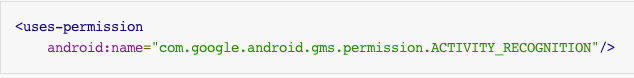 <uses-permission
android:name="com.google.android.gms.permission.ACTIVITY_RECOGNITION"/>